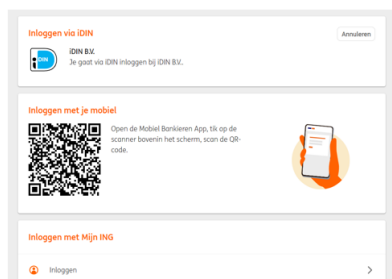 Inloggen via iDIN
Annuleren
iDIN
iDIN B.V.
Je gaat via iDIN inloggen bij iDIN B.V..
Inloggen met je mobiel
Open de Mobiel Bankieren App, tik op de
scanner bovenin het scherm, scan de QR-
code.
Inloggen met Mijn ING
Inloggen